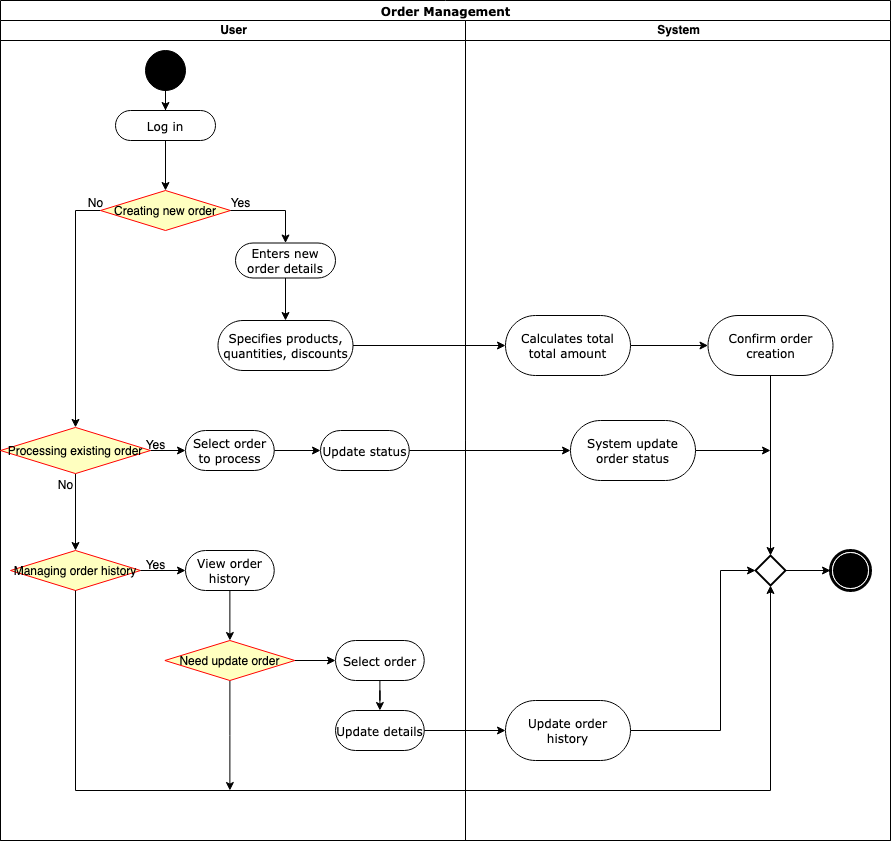 Order Management
User
System
Log in
No
Creating new order
Yes
Enters new
order details
Specifies products,
quantities, discounts
Calculates total
total amount
Confirm order
creation
Processing existing order
Yes
Select order
to process
Update status
System update
order status
No
Managing order history
Yes
View order
history
Need update order
Select order
Update details
Update order
history